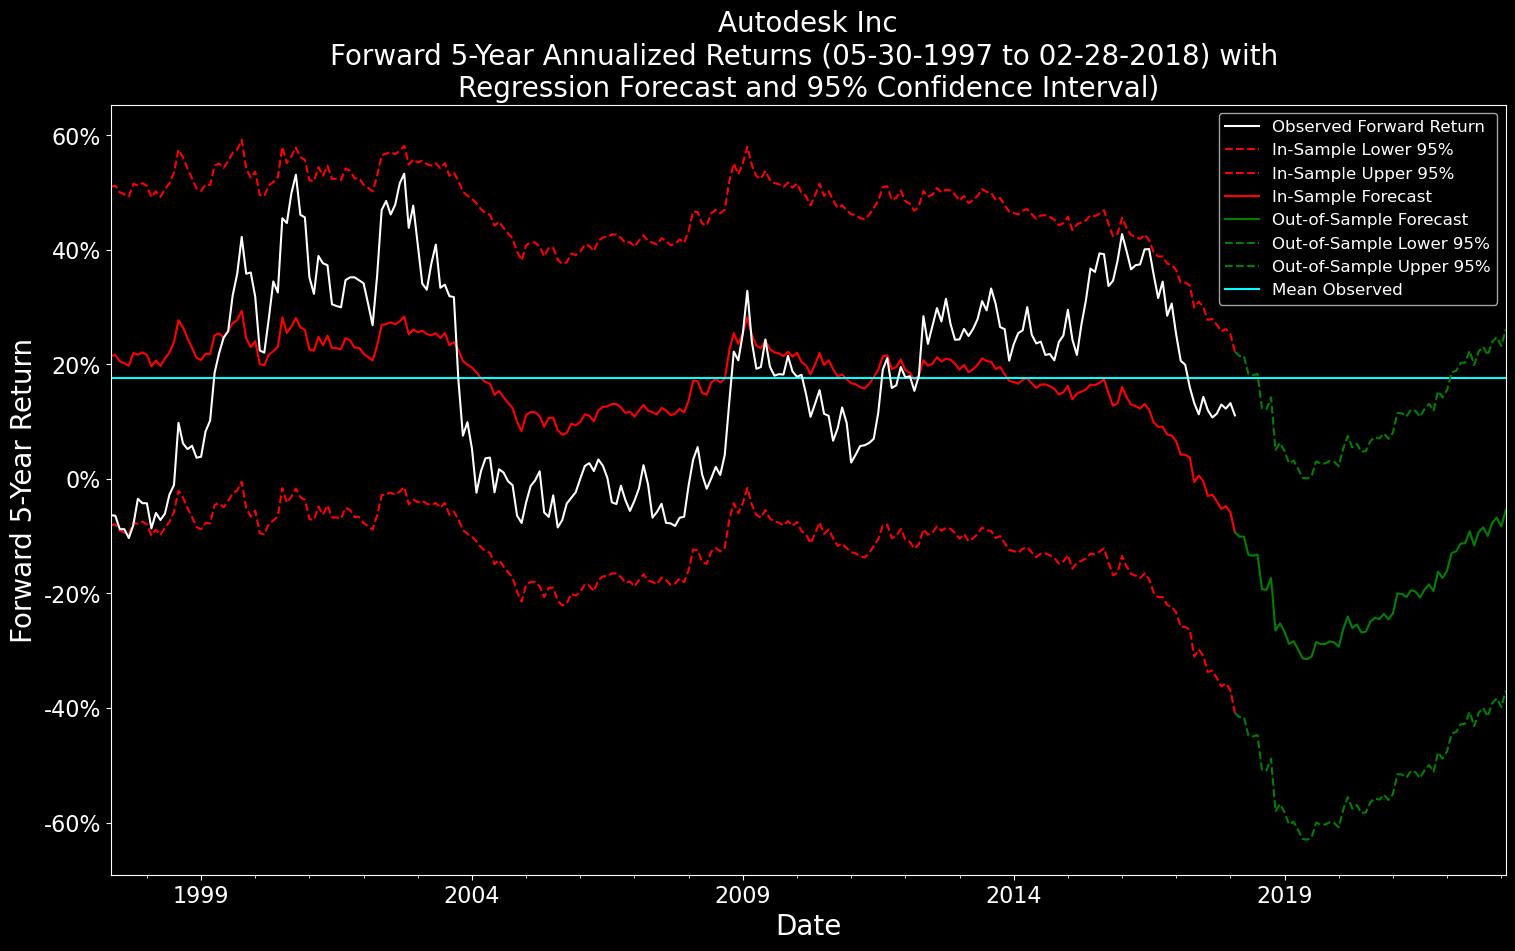 Autodesk Inc
Forward 5-Year Annualized Returns (05-30-1997 to 02-28-2018) with
Regression Forecast and 95% Confidence Interval)
Observed Forward Return
In-Sample Lower 95%
In-Sample Upper 95%
In-Sample Forecast
Out-of-Sample Forecast
Out-of-Sample Lower 95%
Out-of-Sample Upper 95%
Mean Observed
Forward 5-Year Return
60%
40%
20%
0%
-20%
-40%
-60%
1999
2004
2009
2014
2019
Date